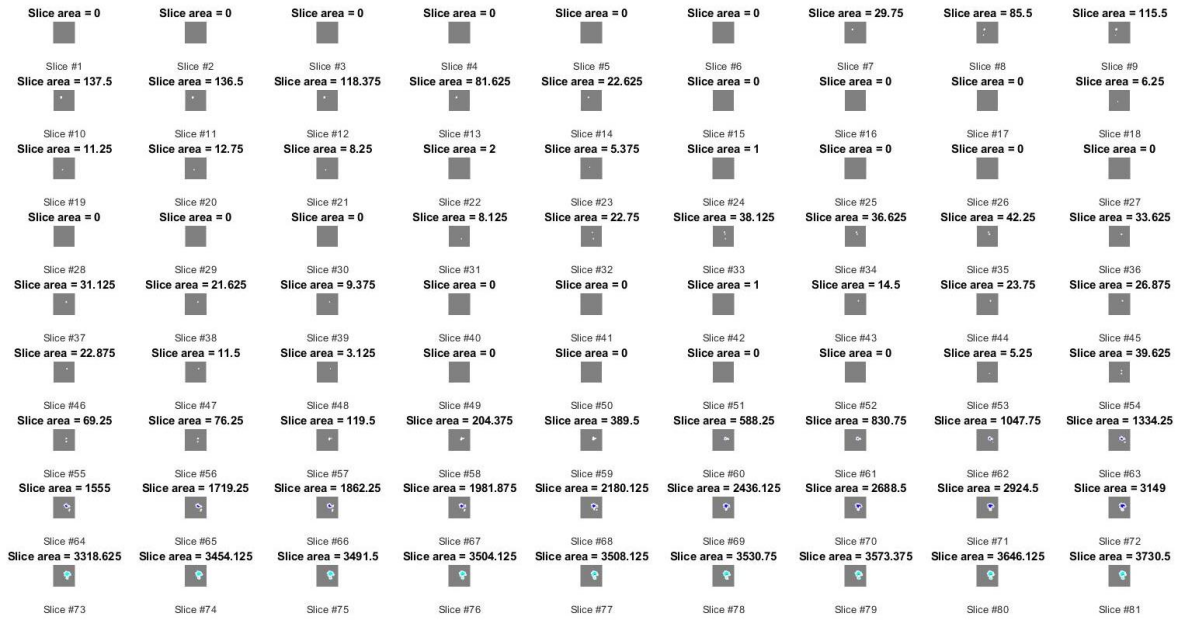 Slice area = 0 Slice area = 0 Slice area = 0 Slice area = 0 Slice area = 0 Slice area = 0 Slice area = 29.75 Slice area = 85.5 Slice area = 115.5
Slice #1 Slice #2 Slice #3 Slice #4 Slice #5 Slice #6 Slice #7 Slice #8 Slice #9
Slice area = 137.5 Slice area = 136.5 Slice area = 118.375 Slice area = 81.625 Slice area = 22.625 Slice area = 0 Slice area = 0 Slice area = 0 Slice area = 6.25
Slice #10 Slice #11 Slice #12 Slice #13 Slice #14 Slice #15 Slice #16 Slice #17 Slice #18
Slice area = 11.25 Slice area = 12.75 Slice area = 8.25 Slice area = 2 Slice area = 5.375 Slice area = 1 Slice area = 0 Slice area = 0 Slice area = 0
Slice #19 Slice #20 Slice #21 Slice #22 Slice #23 Slice #24 Slice #25 Slice #26 Slice #27
Slice area = 0 Slice area = 0 Slice area = 0 Slice area = 8.125 Slice area = 22.75 Slice area = 38.125 Slice area = 36.625 Slice area = 42.25 Slice area = 33.625
Slice #28 Slice #29 Slice #30 Slice #31 Slice #32 Slice #33 Slice #34 Slice #35 Slice #36
Slice area = 31.125 Slice area = 21.625 Slice area = 9.375 Slice area = 0 Slice area = 0 Slice area = 1 Slice area = 14.5 Slice area = 23.75 Slice area = 26.875
Slice #37 Slice #38 Slice #39 Slice #40 Slice #41 Slice #42 Slice #43 Slice #44 Slice #45
Slice area = 22.875 Slice area = 11.5 Slice area = 3.125 Slice area = 0 Slice area = 0 Slice area = 0 Slice area = 0 Slice area = 5.25 Slice area = 39.625
Slice #46 Slice #47 Slice #48 Slice #49 Slice #50 Slice #51 Slice #52 Slice #53 Slice #54
Slice area = 69.25 Slice area = 76.25 Slice area = 119.5 Slice area = 204.375 Slice area = 389.5 Slice area = 588.25 Slice area = 830.75 Slice area = 1047.75 Slice area = 1334.25
Slice #55 Slice #56 Slice #57 Slice #58 Slice #59 Slice #60 Slice #61 Slice #62 Slice #63
Slice area = 1555 Slice area = 1719.25 Slice area = 1862.25 Slice area = 1981.875 Slice area = 2180.125 Slice area = 2436.125 Slice area = 2688.5 Slice area = 2924.5 Slice area = 3149
Slice #64 Slice #65 Slice #66 Slice #67 Slice #68 Slice #69 Slice #70 Slice #71 Slice #72
Slice area = 3318.625 Slice area = 3454.125 Slice area = 3491.5 Slice area = 3504.125 Slice area = 3508.125 Slice area = 3530.75 Slice area = 3573.375 Slice area = 3646.125 Slice area = 3730.5
Slice #73 Slice #74 Slice #75 Slice #76 Slice #77 Slice #78 Slice #79 Slice #80 Slice #81